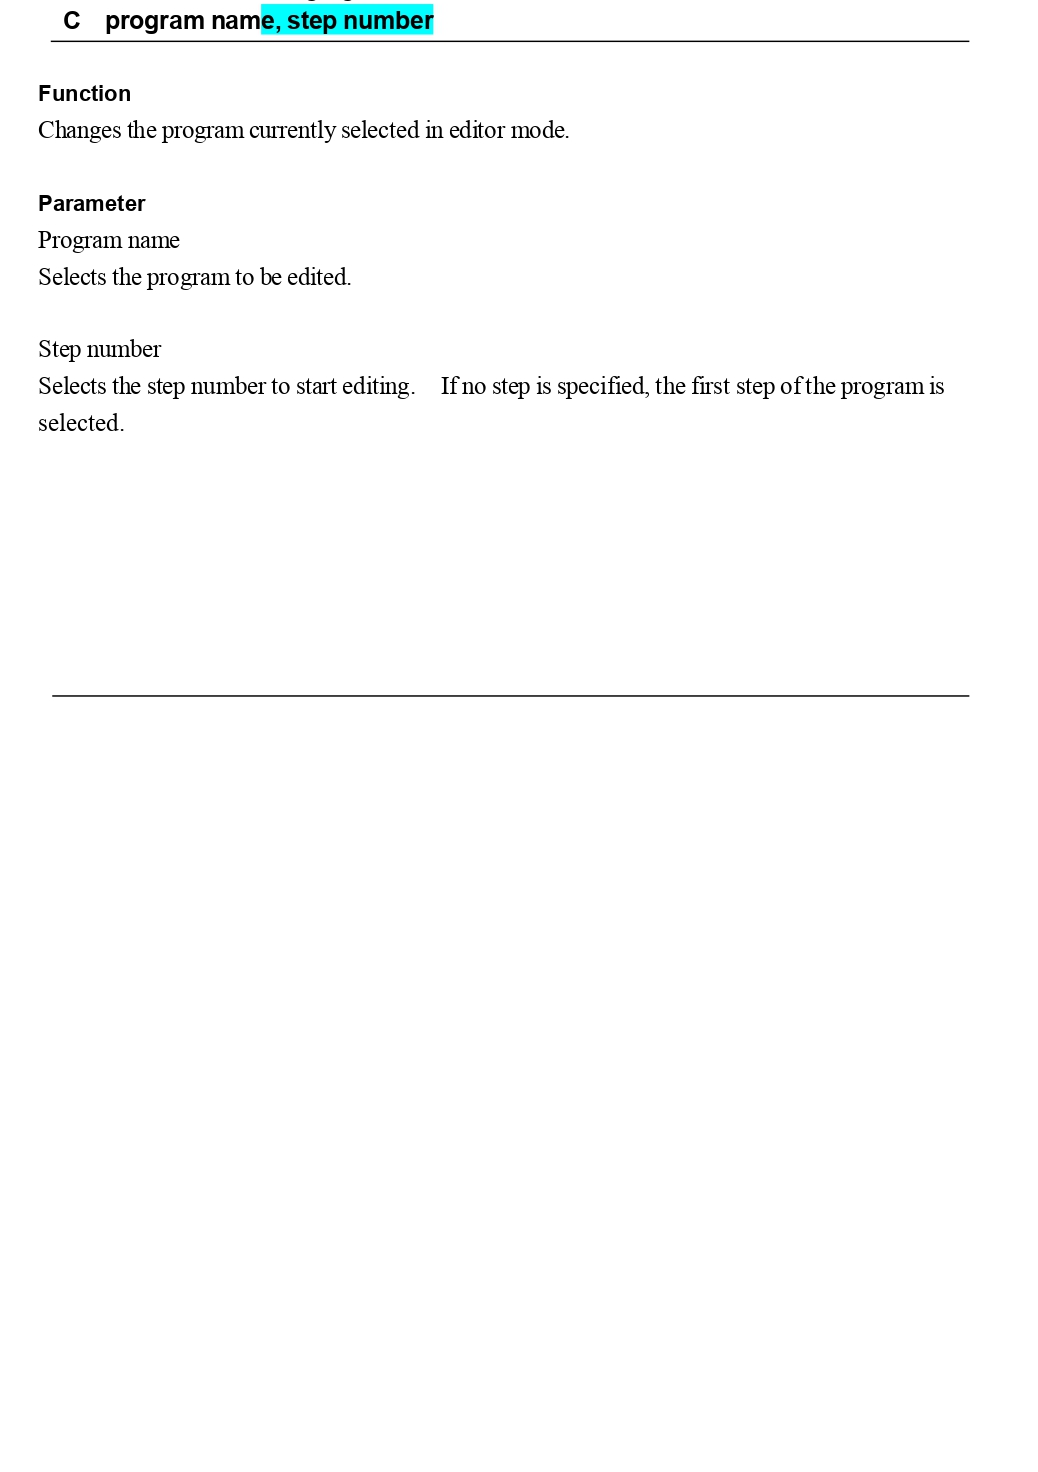 C program name, step number
Function
Changes the program currently selected in editor mode.
Parameter
Program name
Selects the program to be edited.
Step number
Selects the step number to start editing. If no step is specified, the first step of the program is
selected.